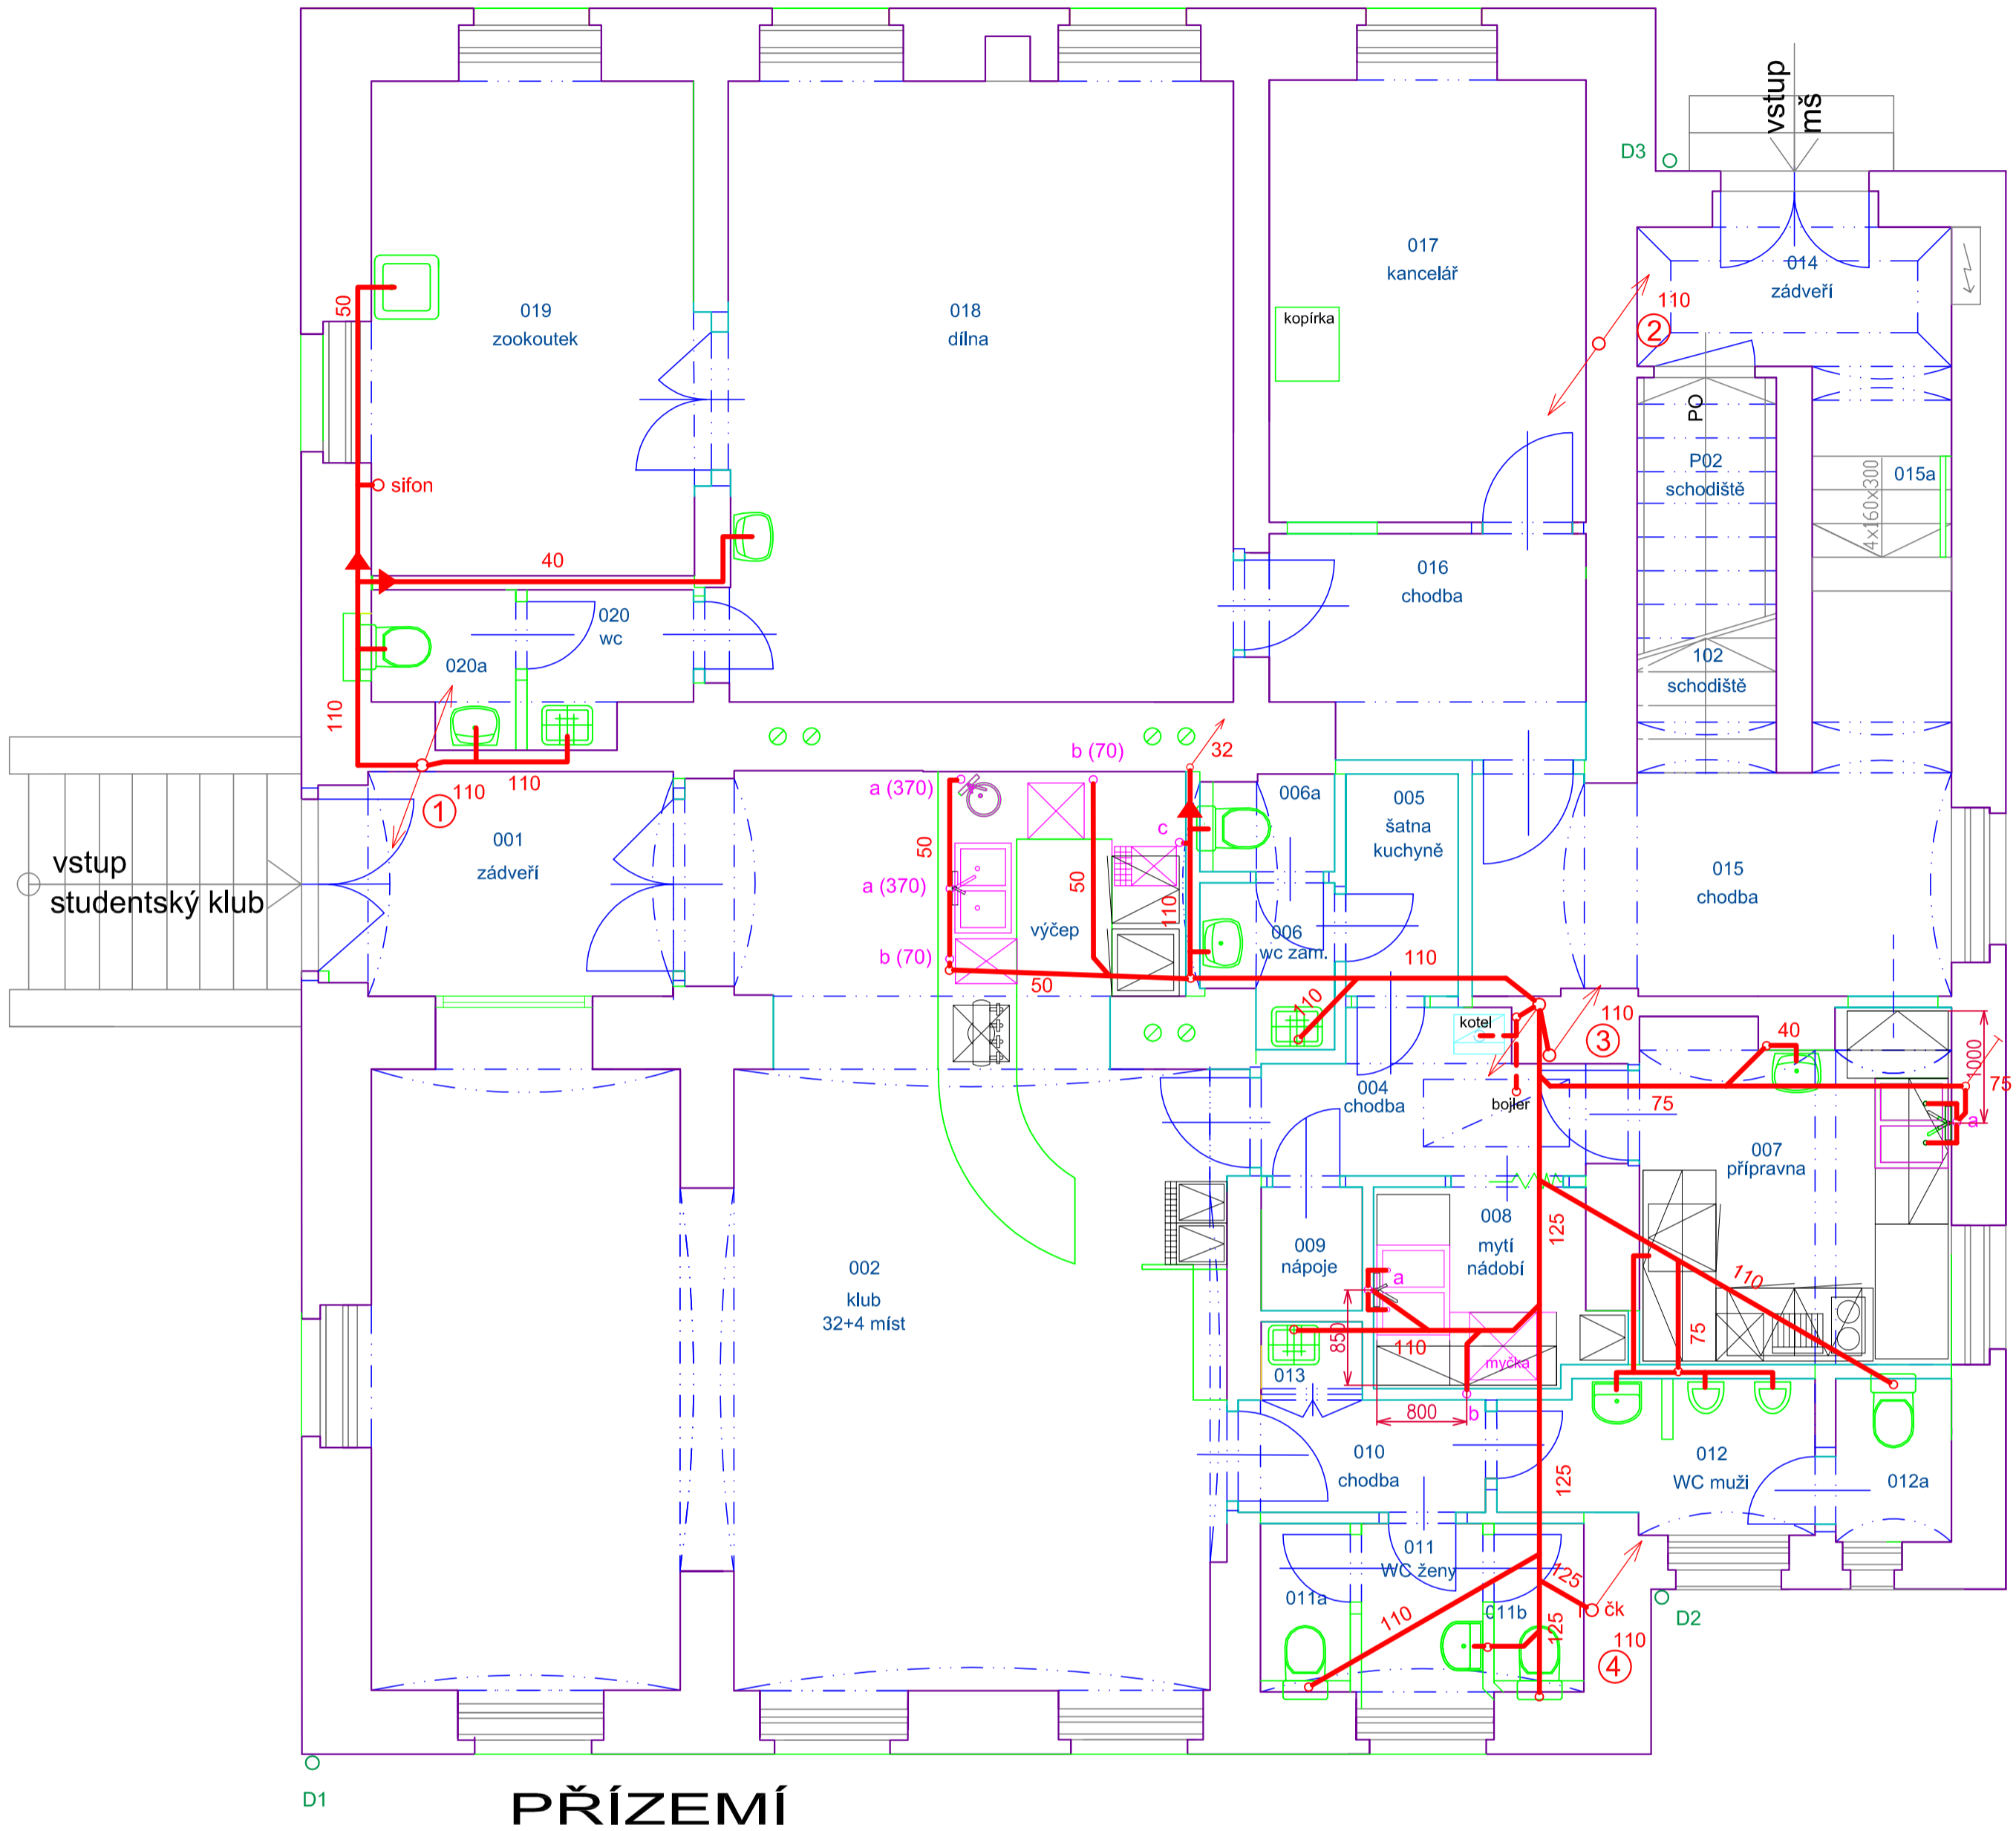 vstup
mš
D3
017
kancelář
014
zádveří
110
2
kopírka
50
019
zookoutek
018
dílna
PO
P02
schodiště
015a
4x160x300
sifon
40
016
chodba
020
wc
020a
102
schodiště
110
b (70)
32
a (370)
110
110
1
006a
005
šatna
kuchyně
001
zádveří
50
c
vstup
studentský klub
a (370)
50
110
015
chodba
výčep
006
wc zam.
b (70)
50
110
110
kotel
110
3
40
1000
75
004
chodba
bojler
75
a
007
přípravna
125
008
mytí
nádobí
009
nápoje
002
klub
32+4 míst
a
110
75
850
110
myčka
013
800
b
010
chodba
125
012
WC muži
012a
011
WC ženy
125
011a
110
011b
125
čk
110
4
D2
D1
PŘÍZEMÍ